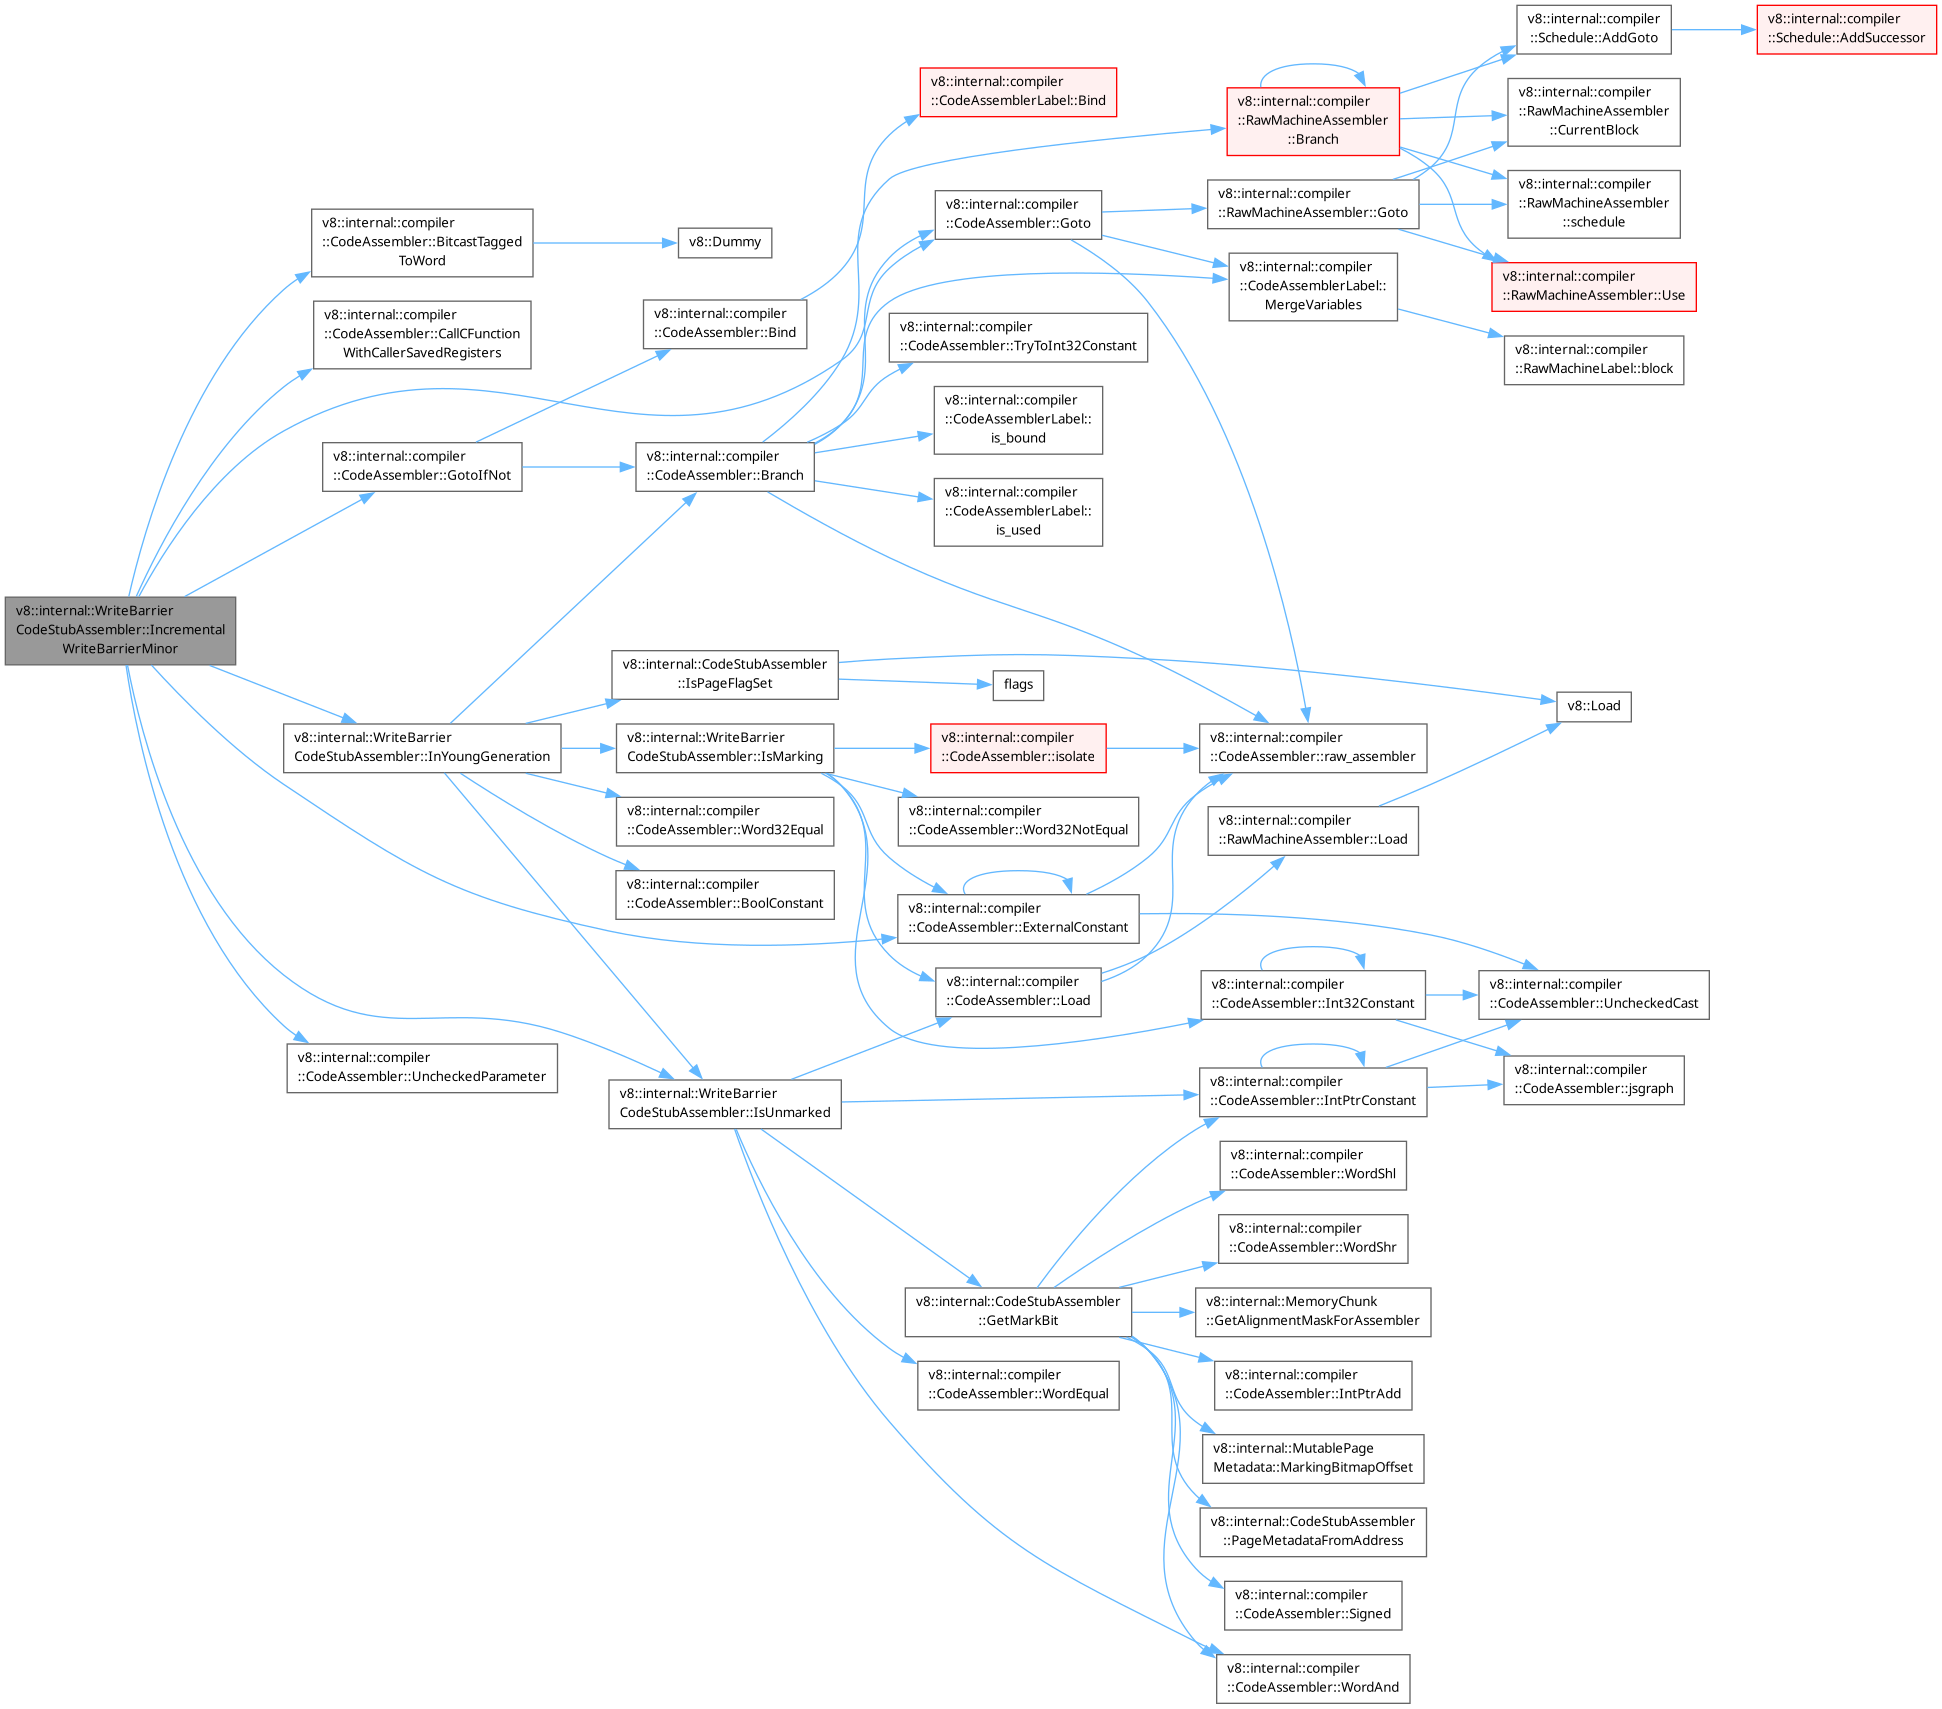 v8::internal::WriteBarrier
CodeStubAssembler::Incremental
WriteBarrierMinor
v8::internal::compiler
::CodeAssembler::BitcastTagged
ToWord
v8::Dummy
v8::internal::compiler
::CodeAssembler::CallCFunction
WithCallerSavedRegisters
v8::internal::compiler
::CodeAssembler::GotoIfNot
v8::internal::compiler
::CodeAssembler::Bind
v8::internal::compiler
::CodeAssemblerLabel::Bind
v8::internal::compiler
::CodeAssembler::Branch
v8::internal::compiler
::CodeAssembler::Goto
v8::internal::compiler
::CodeAssembler::TryToInt32Constant
v8::internal::compiler
::CodeAssemblerLabel::
is_bound
v8::internal::compiler
::CodeAssemblerLabel::
is_used
v8::internal::compiler
::RawMachineAssembler
::Branch
v8::internal::compiler
::RawMachineAssembler::Goto
v8::internal::compiler
::CodeAssemblerLabel::
MergeVariables
v8::internal::compiler
::Schedule::AddGoto
v8::internal::compiler
::Schedule::AddSuccessor
v8::internal::compiler
::RawMachineAssembler
::CurrentBlock
v8::internal::compiler
::RawMachineAssembler
::schedule
v8::internal::compiler
::RawMachineAssembler::Use
v8::internal::compiler
::RawMachineLabel::block
v8::internal::WriteBarrier
CodeStubAssembler::InYoungGeneration
v8::internal::CodeStubAssembler
::IsPageFlagSet
flags
v8::Load
v8::internal::WriteBarrier
CodeStubAssembler::IsMarking
v8::internal::compiler
::CodeAssembler::isolate
v8::internal::compiler
::CodeAssembler::raw_assembler
v8::internal::compiler
::CodeAssembler::Word32Equal
v8::internal::compiler
::CodeAssembler::Word32NotEqual
v8::internal::compiler
::RawMachineAssembler::Load
v8::internal::compiler
::CodeAssembler::BoolConstant
v8::internal::compiler
::CodeAssembler::ExternalConstant
v8::internal::compiler
::CodeAssembler::Load
v8::internal::compiler
::CodeAssembler::Int32Constant
v8::internal::compiler
::CodeAssembler::UncheckedCast
v8::internal::compiler
::CodeAssembler::UncheckedParameter
v8::internal::WriteBarrier
CodeStubAssembler::IsUnmarked
v8::internal::compiler
::CodeAssembler::IntPtrConstant
v8::internal::compiler
::CodeAssembler::jsgraph
v8::internal::compiler
::CodeAssembler::WordShl
v8::internal::compiler
::CodeAssembler::WordShr
v8::internal::CodeStubAssembler
::GetMarkBit
v8::internal::MemoryChunk
::GetAlignmentMaskForAssembler
v8::internal::compiler
::CodeAssembler::WordEqual
v8::internal::compiler
::CodeAssembler::IntPtrAdd
v8::internal::MutablePage
Metadata::MarkingBitmapOffset
v8::internal::CodeStubAssembler
::PageMetadataFromAddress
v8::internal::compiler
::CodeAssembler::Signed
v8::internal::compiler
::CodeAssembler::WordAnd